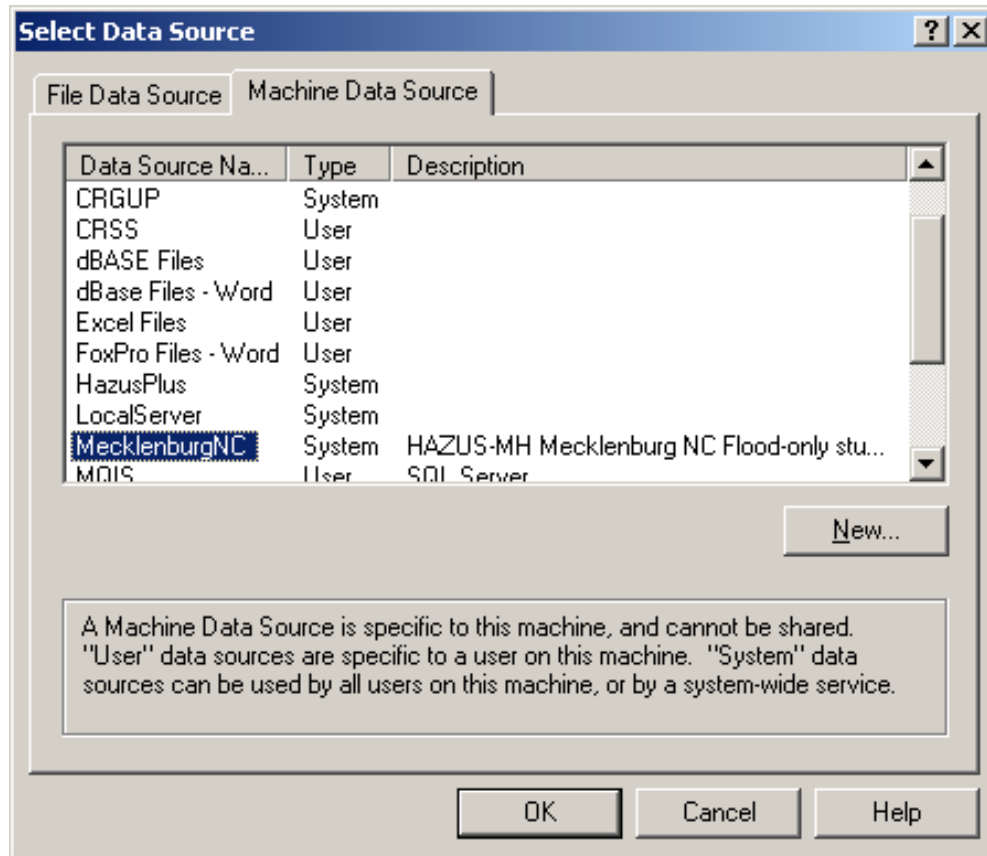 Select Data Source
File Data Source Machine Data Source
Data Source Na... Type Description
CRGUP System
CRSS User
dBASE Files User
dBase Files - Word User
Excel Files User
FoxPro Files - Word User
HazusPlus System
LocalServer System
MecklenburgNC System HAZUS-MH Mecklenburg NC Flood-only stu...
MQIS User SQL Server
New...
A Machine Data Source is specific to this machine, and cannot be shared.
"User" data sources are specific to a user on this machine. "System" data
sources can be used by all users on this machine, or by a system-wide service.
OK Cancel Help